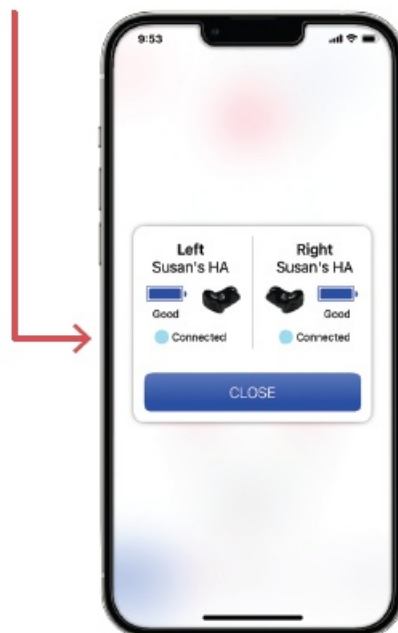 9:53
Left
Susan's HA
Good
Connected
Right
Susan's HA
Good
Connected
CLOSE